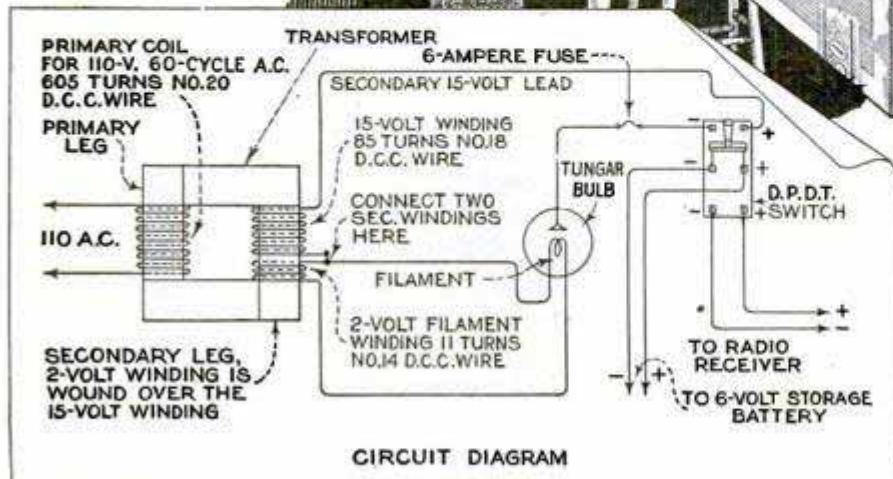 PRIMARY COIL
FOR 110-V. 60-CYCLE A.C.
605 TURNS NO.20
D.C.C. WIRE
TRANSFORMER
6-AMPERE FUSE
SECONDARY 15-VOLT LEAD
PRIMARY
LEG
15-VOLT WINDING
85 TURNS NO.18
D.C.C. WIRE
CONNECT TWO
SEC. WINDINGS
HERE
TUNGAR
BULB
- +
- +
- +
D.P.D.T.
SWITCH
110 A.C.
FILAMENT
2-VOLT FILAMENT
WINDING 11 TURNS
NO.14 D.C.C. WIRE
SECONDARY LEG,
2-VOLT WINDING IS
WOUND OVER THE
15-VOLT WINDING
+
-
TO RADIO
RECEIVER
- +
TO 6-VOLT STORAGE
BATTERY
CIRCUIT DIAGRAM